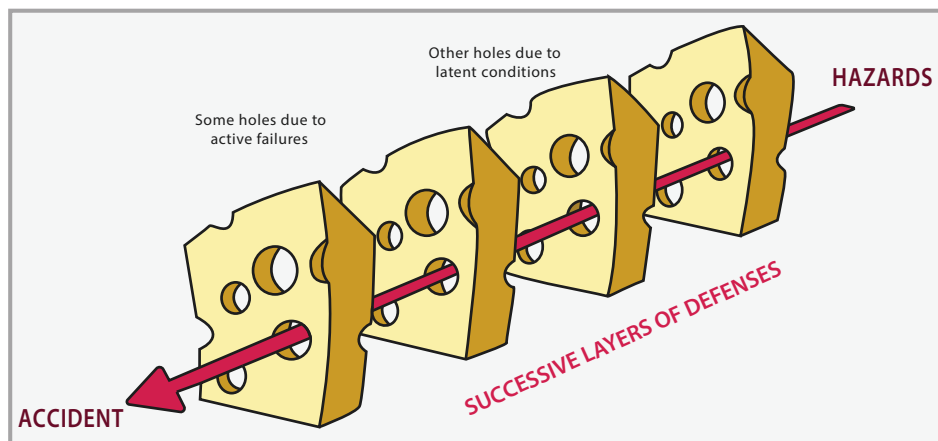 Other holes due to
latent conditions
HAZARDS
Some holes due to
active failures
SUCCESSIVE LAYERS OF DEFENSES
ACCIDENT